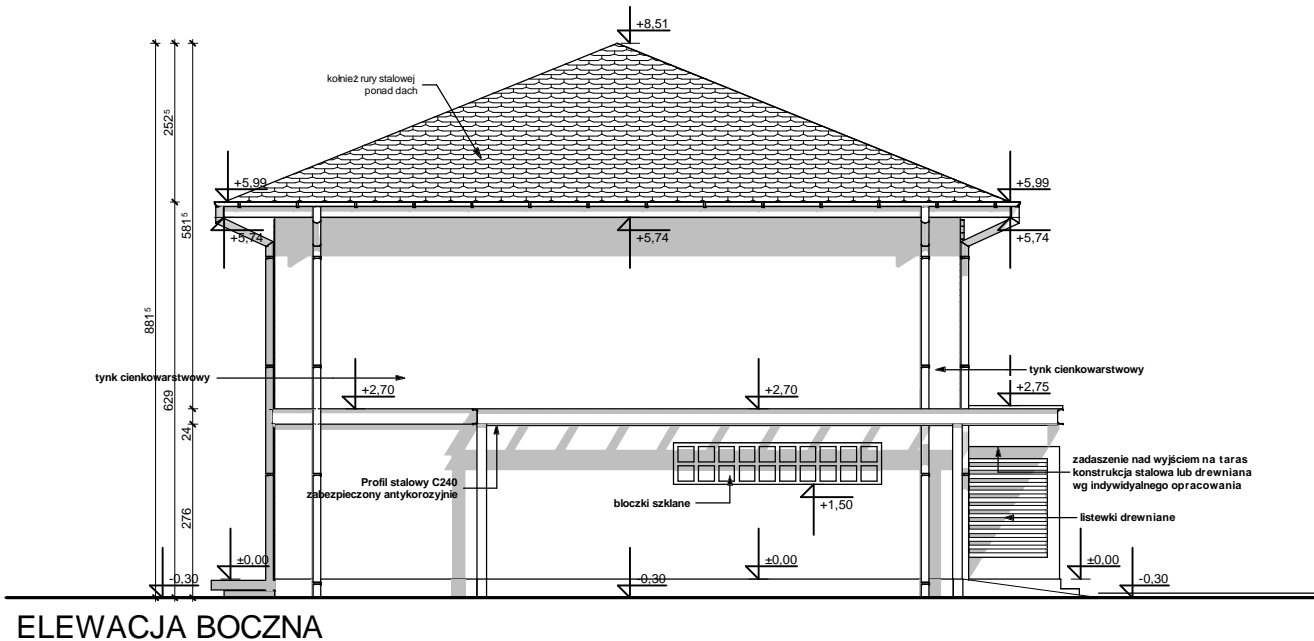 +8,51
kołnież rury stalowej
ponad dach
252⁵
+5,99
+5,99
+5,74
+5,74
+5,74
581⁵
881⁵
tynk cienkowarstwowy
tynk cienkowarstwowy
+2,70
+2,70
+2,75
629
24
Profil stalowy C240
zabezpieczony antykorozyjnie
bloczki szklane
+1,50
zadaszenie nad wyjściem na taras
konstrukcja stalowa lub drewniana
wg indywidyalnego opracowania
listewki drewniane
276
±0,00
±0,00
±0,00
-0,30
-0,30
-0,30
ELEWACJA BOCZNA